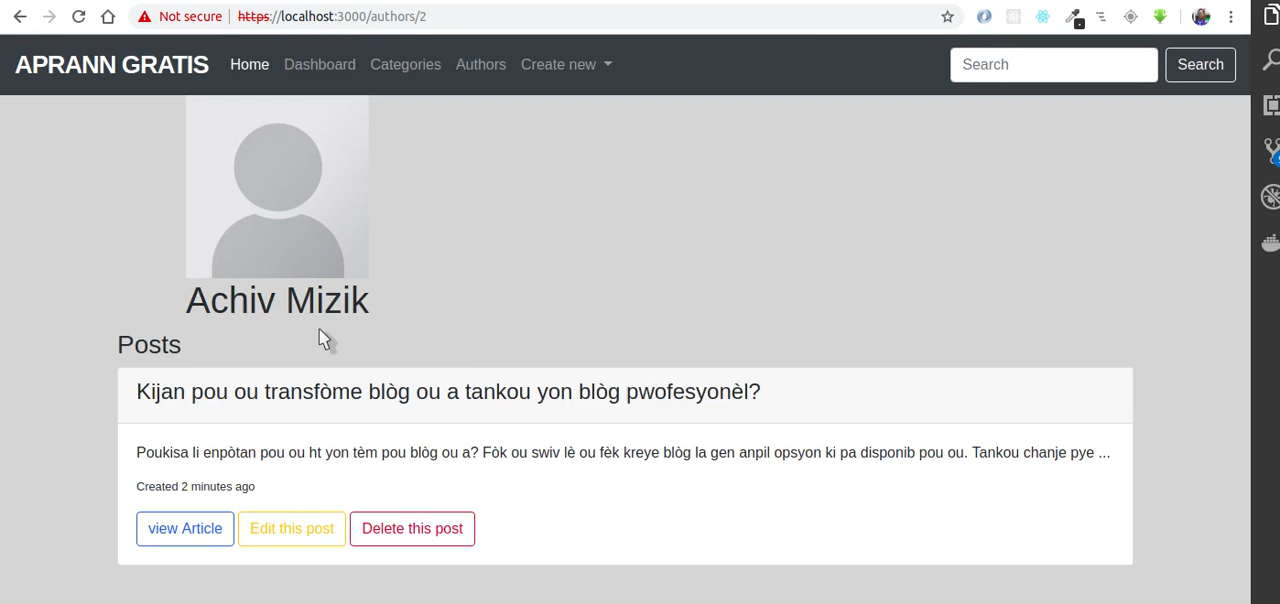 Not secure | https://localhost:3000/authors/2
APRANN GRATIS Home Dashboard Categories Authors Create new Search Search
Achiv Mizik
Posts
Kijan pou ou transfòme blòg ou a tankou yon blòg pwofesyonèl?
Poukisa li enpòtan pou ou ht yon tèm pou blòg ou a? Fòk ou swiv lè ou fèk kreye blòg la gen anpil opsyon ki pa disponib pou ou. Tankou chanje pye ...
Created 2 minutes ago
view Article Edit this post Delete this post